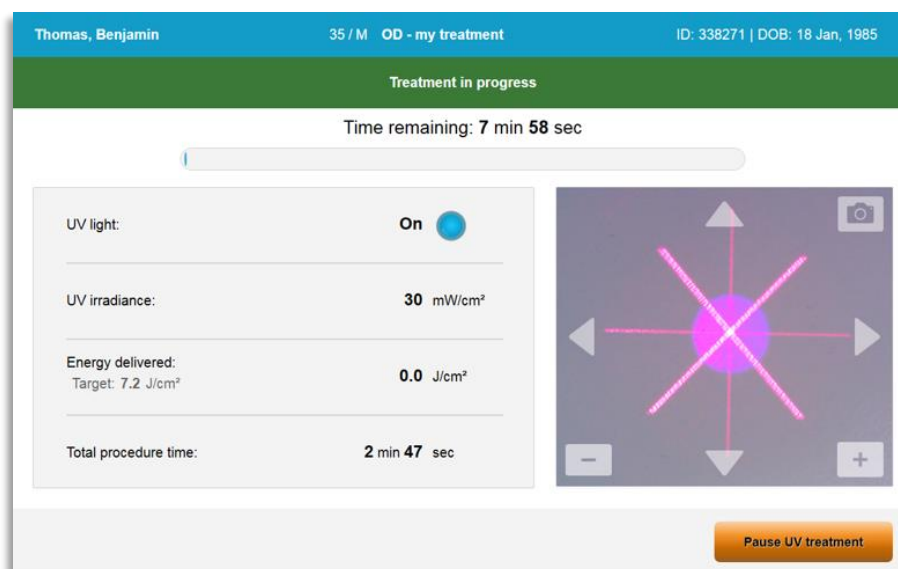 Thomas, Benjamin 35 / M OD - my treatment ID: 338271 | DOB: 18 Jan, 1985
Treatment in progress
Time remaining: 7 min 58 sec
UV light: On
UV irradiance: 30 mW/cm²
Energy delivered:
Target: 7.2 J/cm² 0.0 J/cm²
Total procedure time: 2 min 47 sec
− +
Pause UV treatment